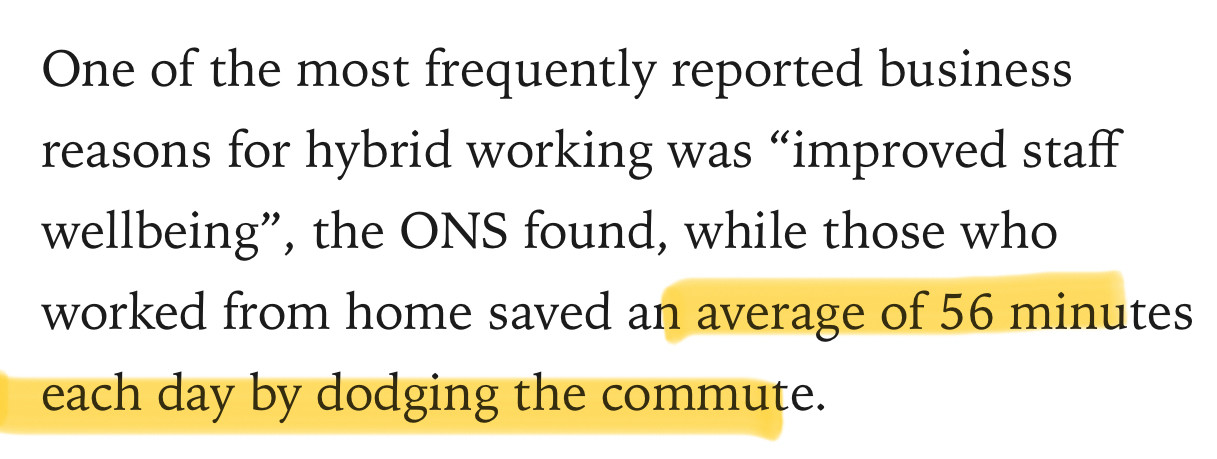 One of the most frequently reported business
reasons for hybrid working was “improved staff
wellbeing”, the ONS found, while those who
worked from home saved an average of 56 minutes
each day by dodging the commute.